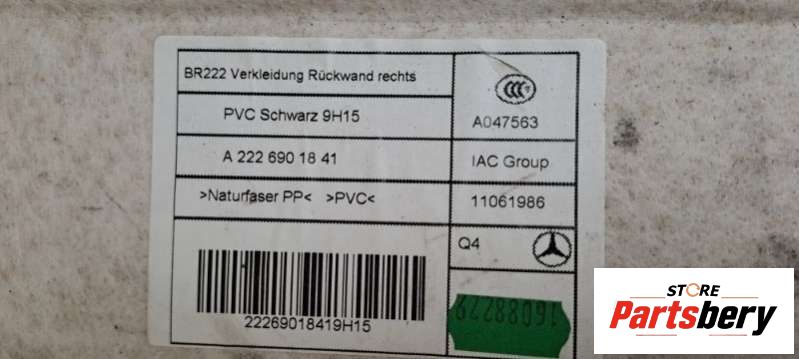 BR222 Verkleidung Rückwand rechts
CCC
PVC Schwarz 9H15
A047563
A 222 690 18 41
IAC Group
>Naturfaser PP< >PVC<
11061986
Q4
22269018419H15
STORE
Partsbery